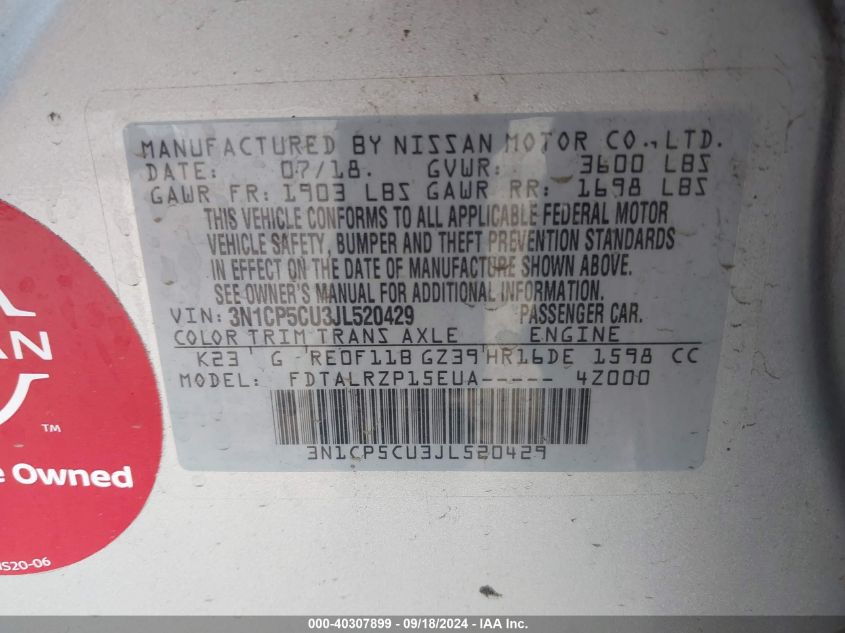 MANUFACTURED BY NISSAN MOTOR CO., LTD.
DATE: 07/18. GVWR: 3600 LBS
GAWR FR: 1903 LBS GAWR RR: 1698 LBS
THIS VEHICLE CONFORMS TO ALL APPLICABLE FEDERAL MOTOR
VEHICLE SAFETY, BUMPER AND THEFT PREVENTION STANDARDS
IN EFFECT ON THE DATE OF MANUFACTURE SHOWN ABOVE.
SEE OWNER'S MANUAL FOR ADDITIONAL INFORMATION.
VIN: 3N1CP5CU3JL520429 PASSENGER CAR.
COLOR TRIM TRANS AXLE ENGINE
K23 G RE0F11B GZ39 HR16DE 1598 CC
MODEL: FDTALRZP15EUA----- 4Z000
3N1CP5CU3JL520429
AN
TM
e Owned
S20-06
000-40307899 - 09/18/2024 - IAA Inc.